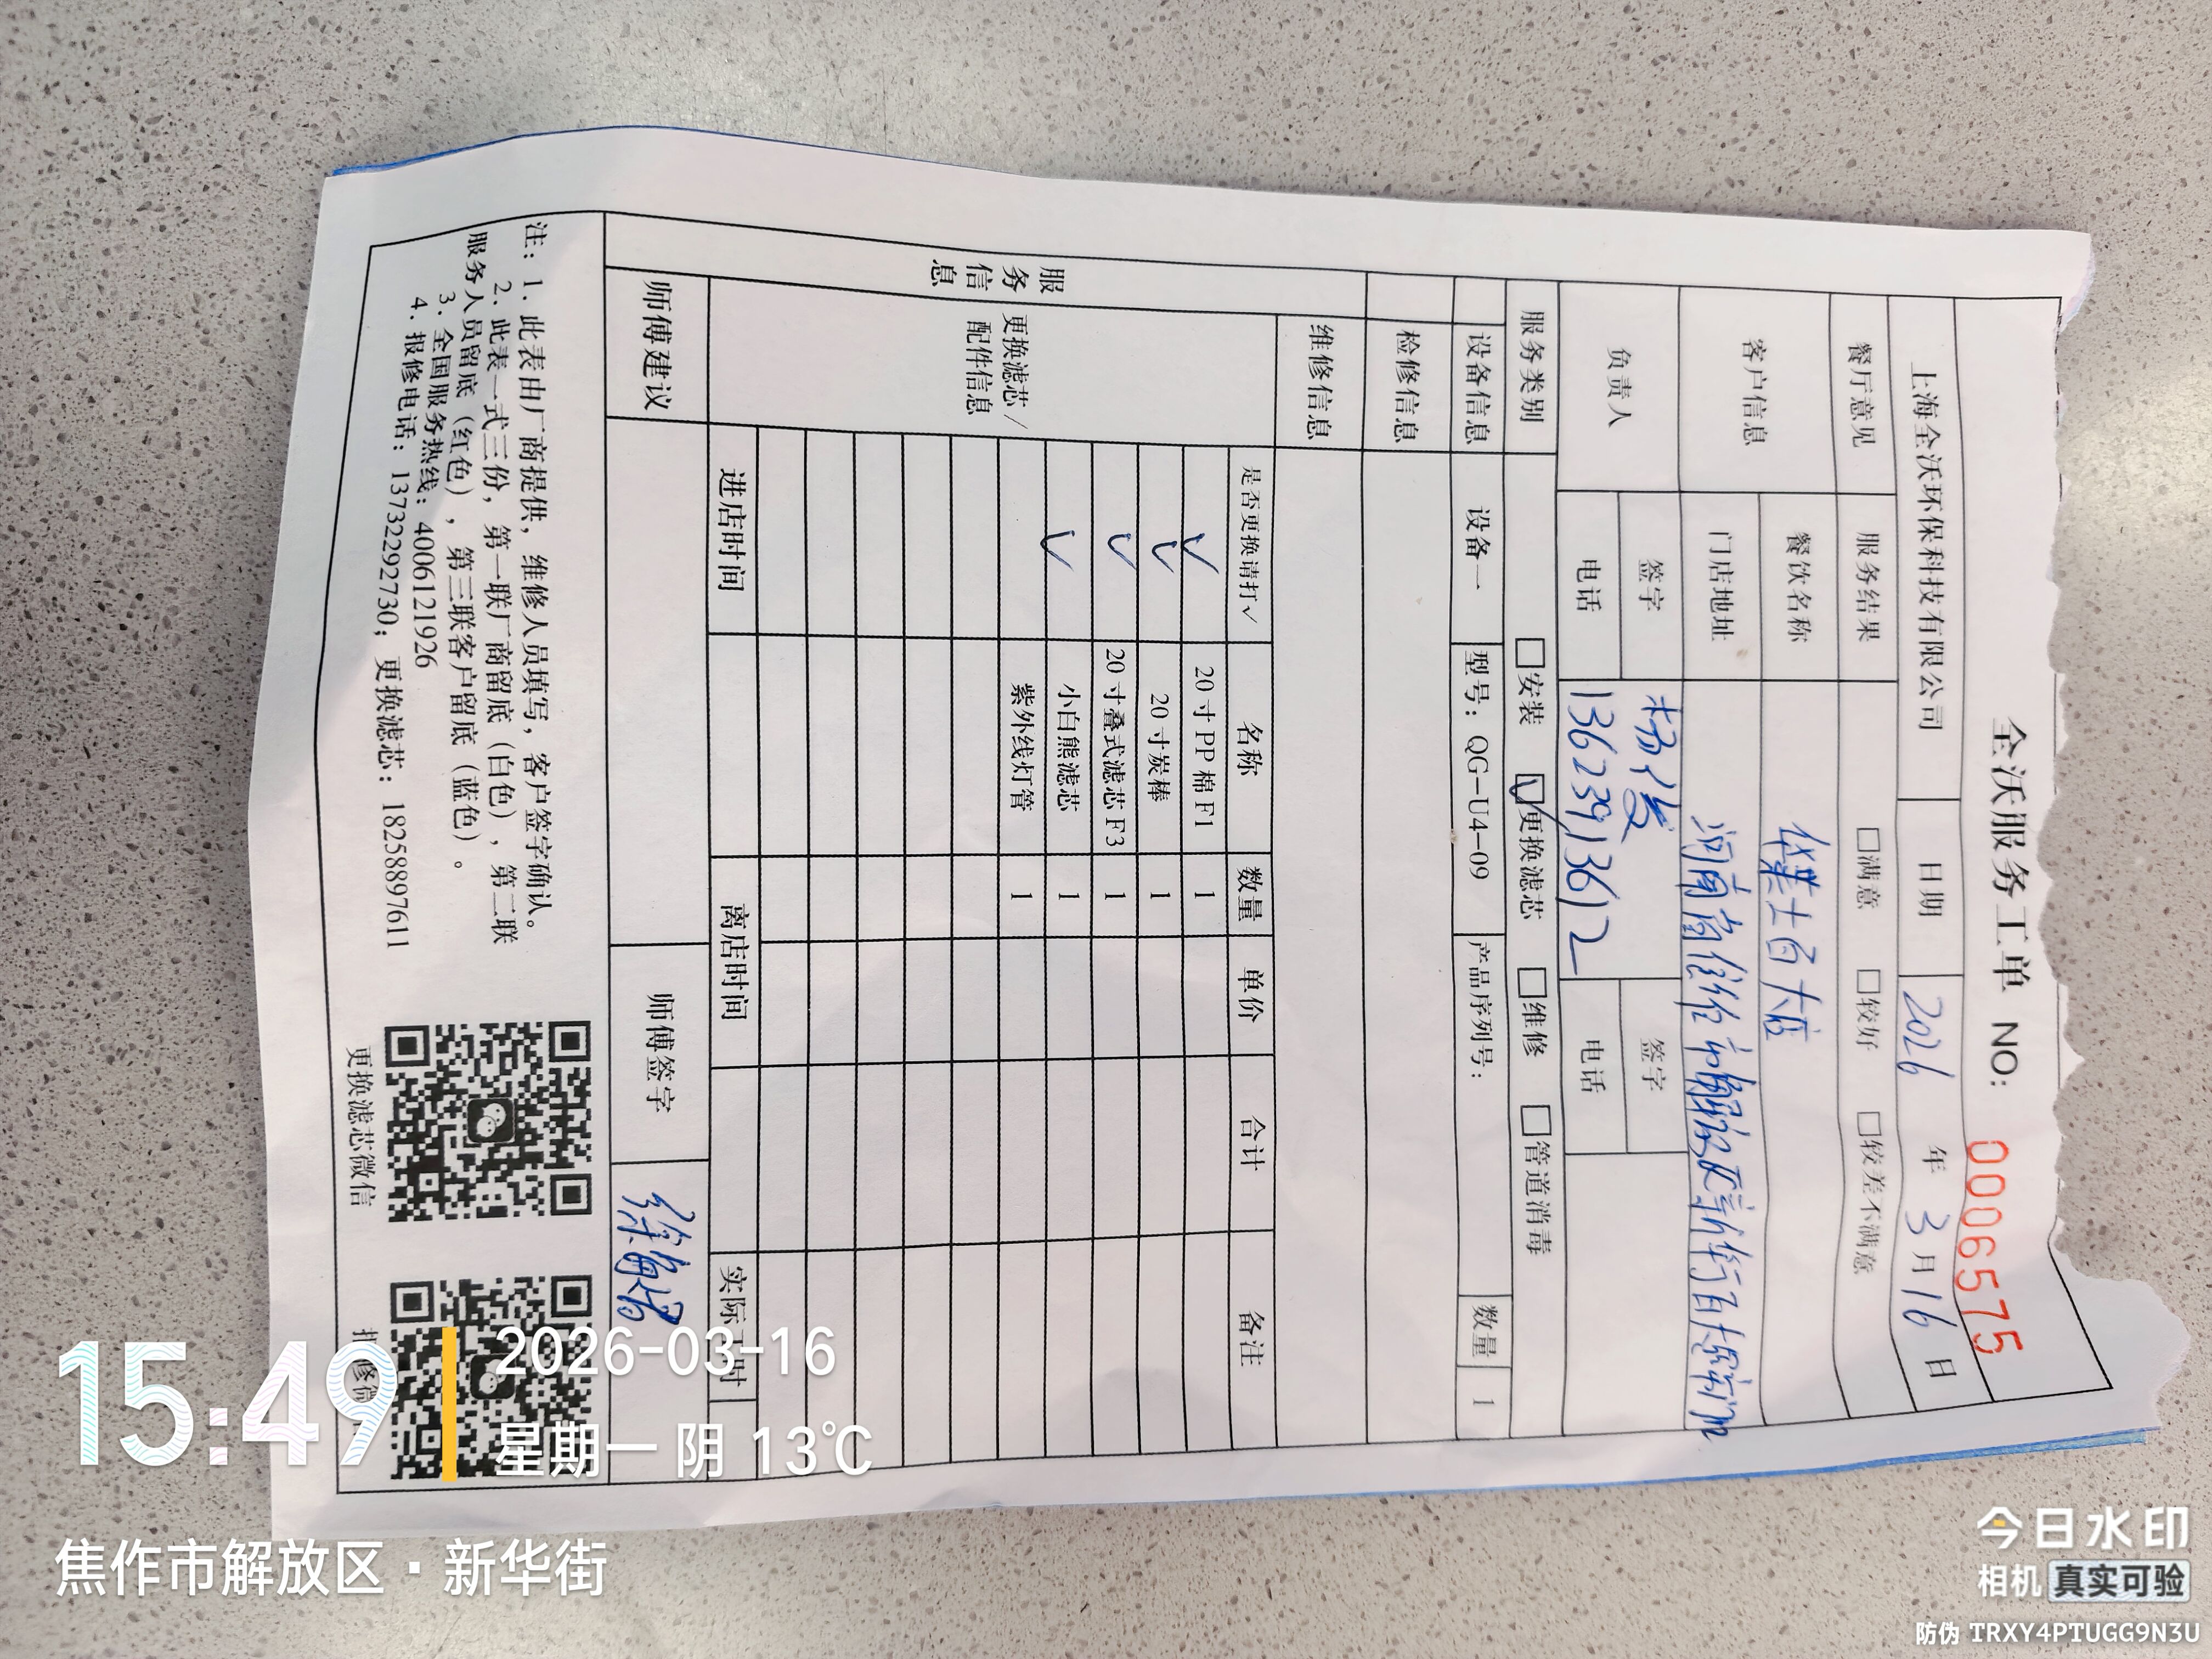 全沃服务工单 NO: 0006575
上海全沃环保科技有限公司 日期 2026 年 3 月 16 日
餐厅意见 服务结果 □满意 □较好 □较差不满意
客户信息 餐饮名称 华莱士百大店
门店地址 河南省焦作市解放区新华街百大
负责人 签字 杨俊 签字
电话 13623913612 电话
服务类别 □安装 ☑更换滤芯 □维修 □管道消毒
设备信息 设备一 型号：QG-U4-09 产品序列号： 数量 1
检修信息
维修信息
服务信息
更换滤芯/配件信息
是否更换请打✓ 名称 数量 单价 合计 备注
✓ 20寸PP棉F1 1
✓ 20寸炭棒 1
✓ 20寸叠式滤芯F3 1
✓ 小白熊滤芯 1
紫外线灯管 1
进店时间 离店时间 实际 时
师傅建议 师傅签字 徐海
注：1．此表由厂商提供，维修人员填写，客户签字确认。
2．此表一式三份，第一联厂商留底（白色），第二联
服务人员留底（红色），第三联客户留底（蓝色）。
3．全国服务热线：4006121926
4．报修电话：13732292730；更换滤芯：18258897611
更换滤芯微信
15:49
2026-03-16
星期一 阴 13℃
焦作市解放区·新华街
今日水印
相机 真实可验
防伪 TRXY4PTUGG9N3U